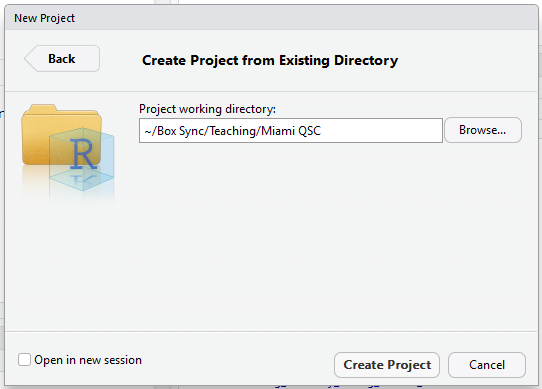 New Project
Back
Create Project from Existing Directory
Project working directory:
~/Box Sync/Teaching/Miami QSC
Browse...
R
Open in new session
Create Project
Cancel